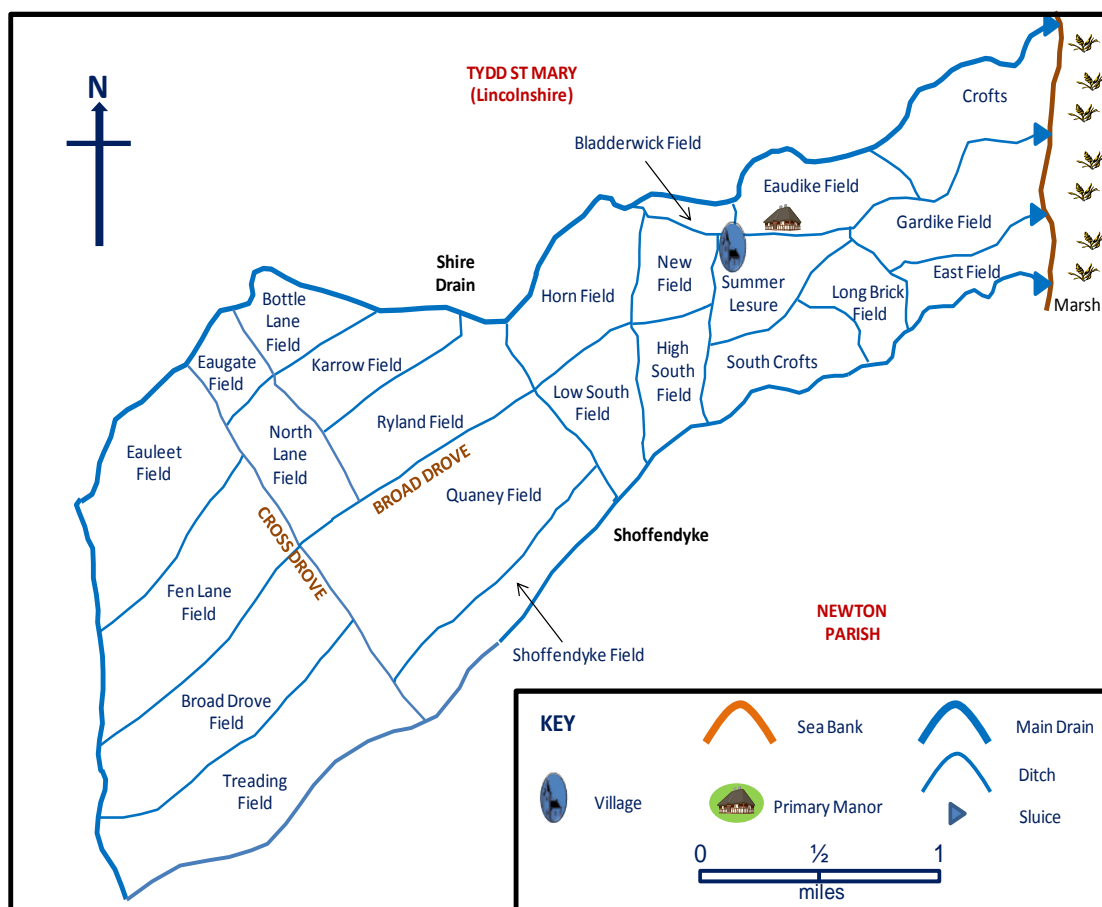 TYDD ST MARY
(Lincolnshire)
N
Crofts
Bladderwick Field
Eaudike Field
Gardike Field
Shire
Drain
New
Field
Summer
Lesure
East Field
Bottle
Lane
Field
Horn Field
Long Brick
Field
Marsh
Eaugate
Field
Karrow Field
High
South
Field
South Crofts
Low South
Field
Eauleet
Field
North
Lane
Field
Ryland Field
BROAD DROVE
Quaney Field
CROSS DROVE
Shoffendyke
Fen Lane
Field
NEWTON
PARISH
Shoffendyke Field
Broad Drove
Field
Treading
Field
KEY
Sea Bank
Main Drain
Ditch
Village
Primary Manor
Sluice
0 ½ 1
miles